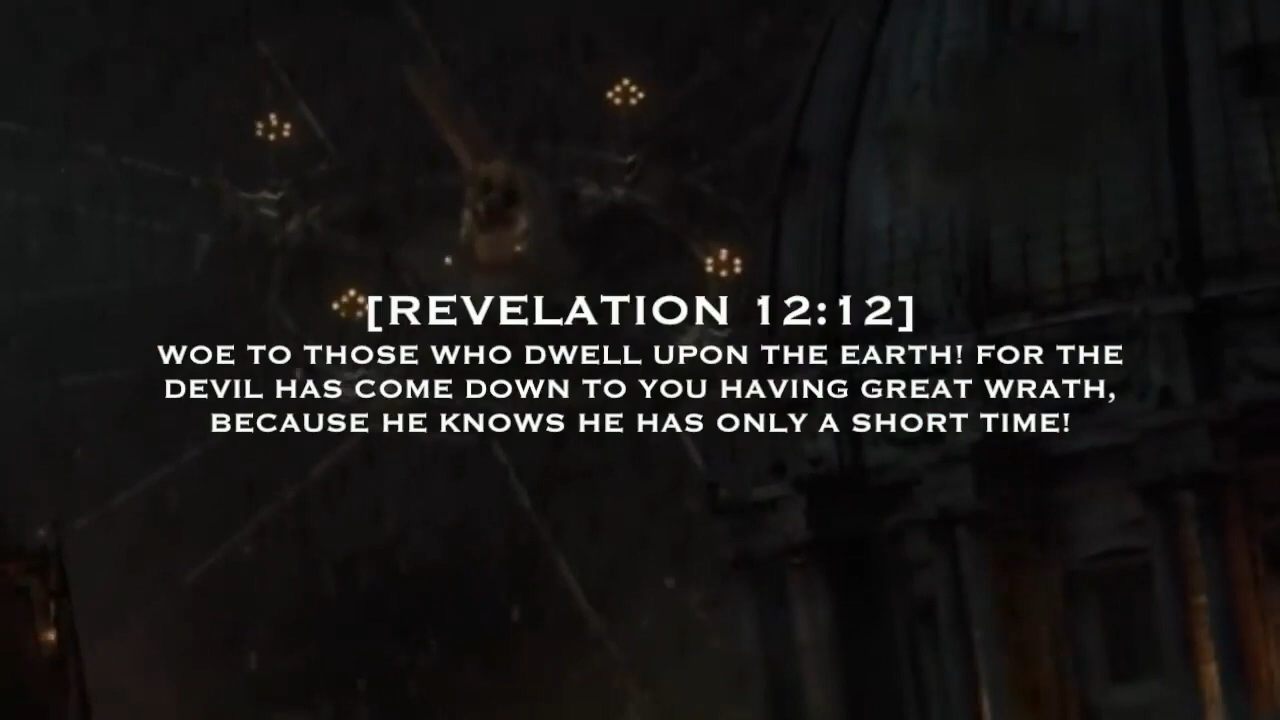 [REVELATION 12:12]
WOE TO THOSE WHO DWELL UPON THE EARTH! FOR THE
DEVIL HAS COME DOWN TO YOU HAVING GREAT WRATH,
BECAUSE HE KNOWS HE HAS ONLY A SHORT TIME!